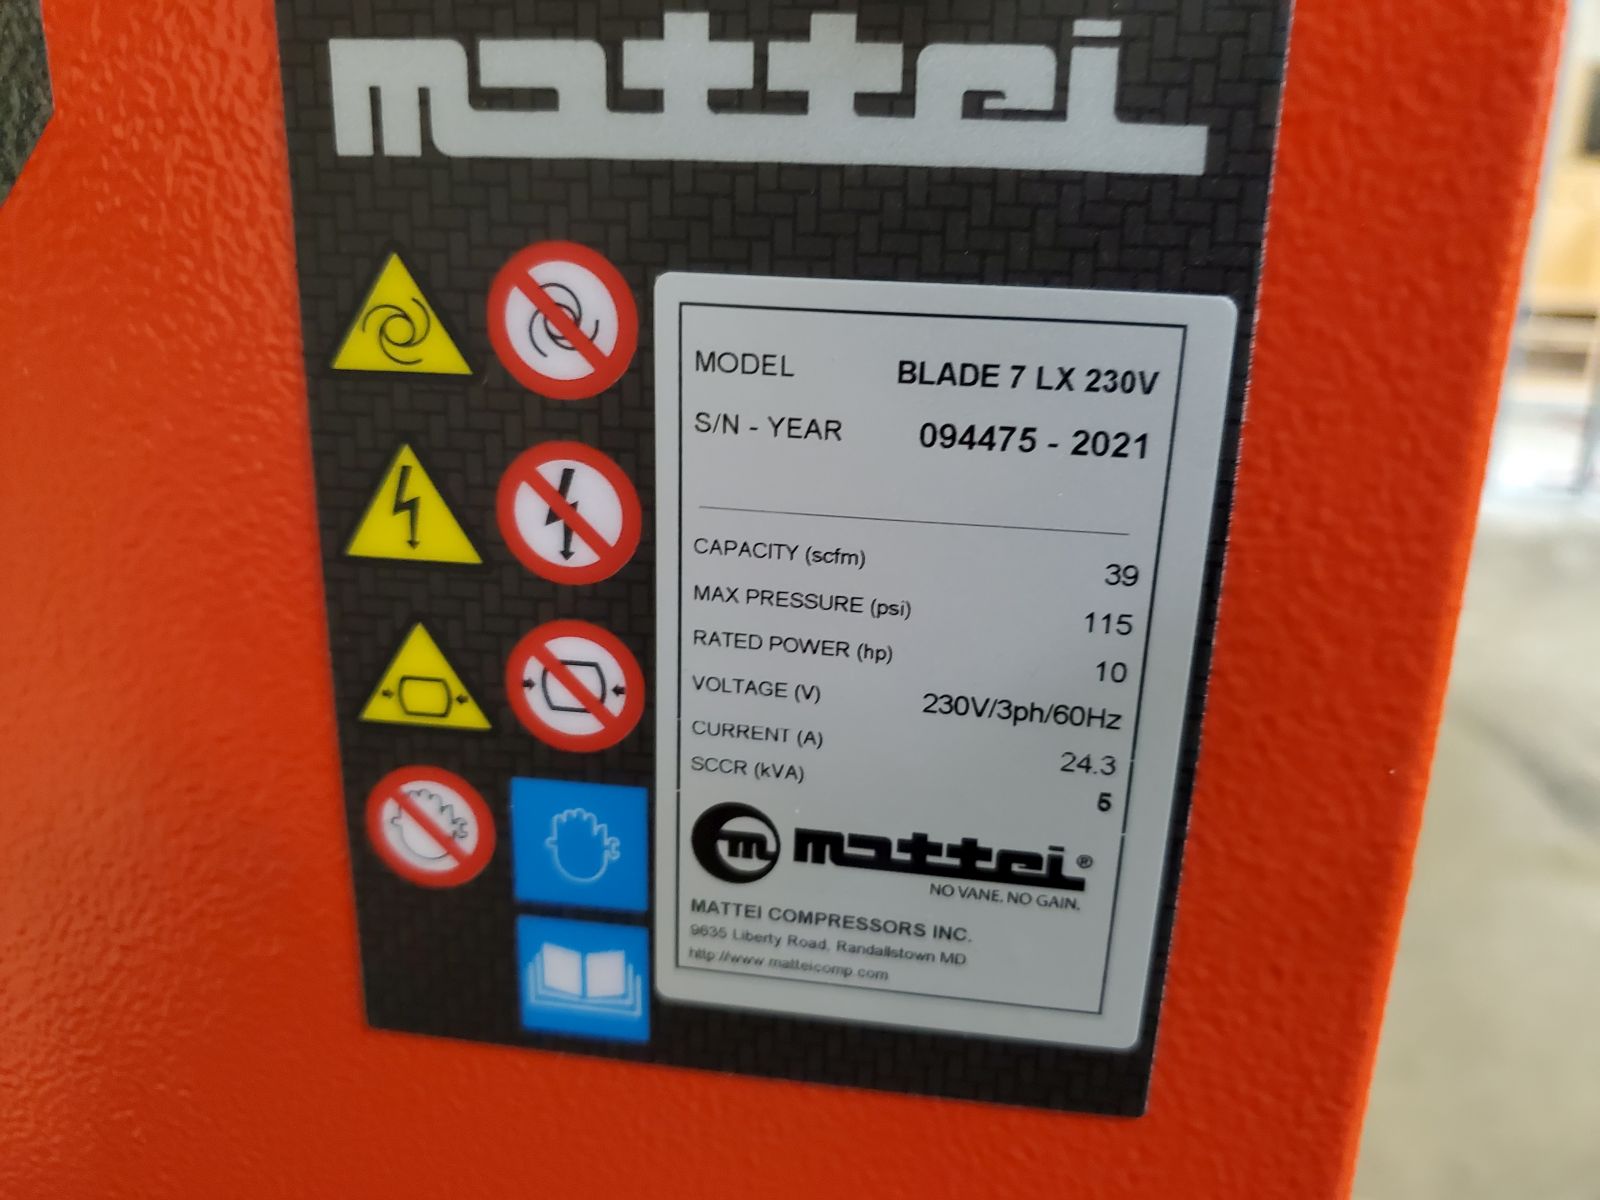 mattei
MODEL BLADE 7 LX 230V
S/N - YEAR 094475 - 2021
CAPACITY (scfm) 39
MAX PRESSURE (psi) 115
RATED POWER (hp) 10
VOLTAGE (V) 230V/3ph/60Hz
CURRENT (A) 24.3
SCCR (kVA) 5
m mattei®
NO VANE. NO GAIN.
MATTEI COMPRESSORS INC.
9635 Liberty Road, Randallstown MD
http://www.matteicomp.com